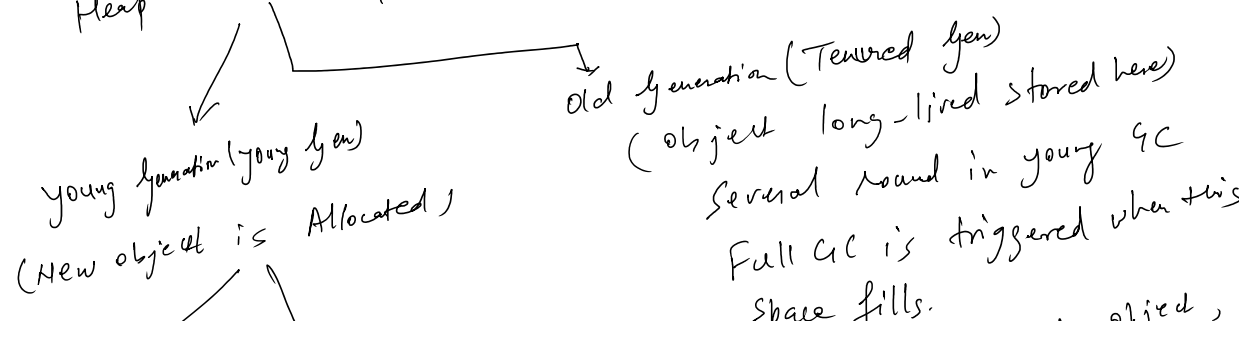 Heap
Old Generation (Tenured Gen)
(Object long-lived stored here)
Several round in young GC
Full GC is triggered when this
space fills.
Young Generation (young Gen)
(New object is Allocated)